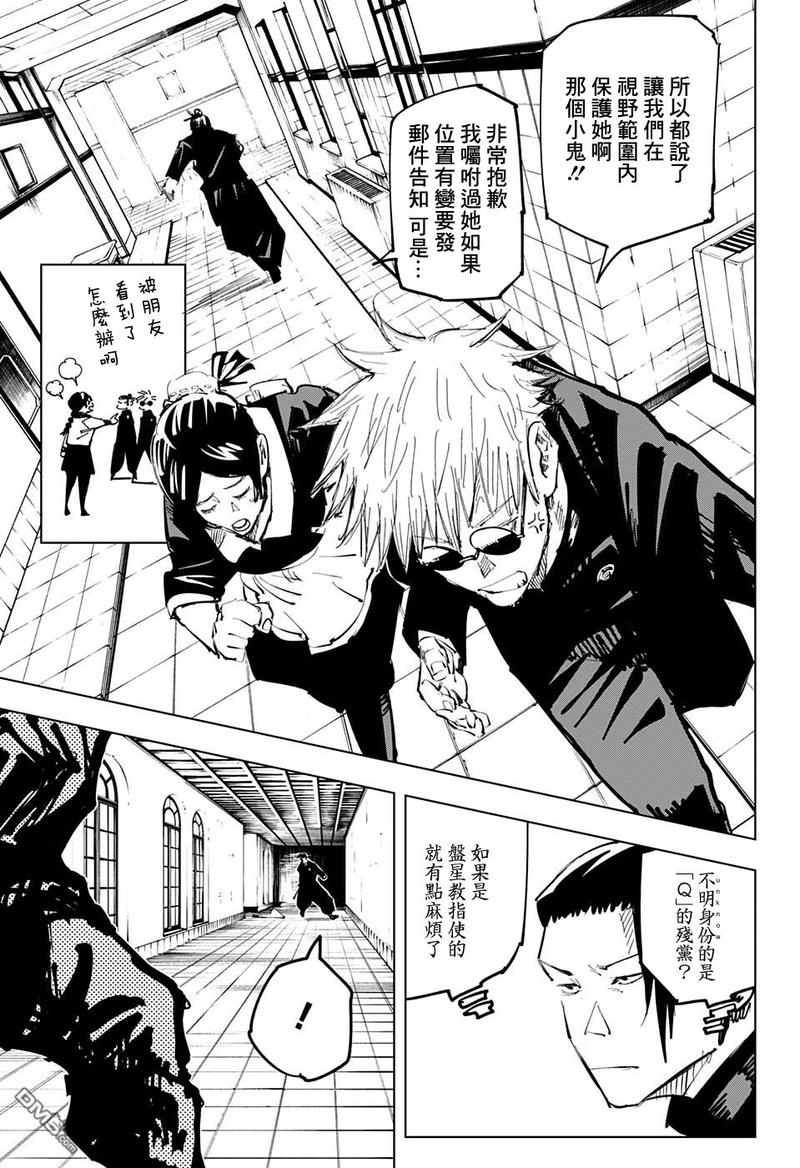 所以都說了
讓我們在
視野範圍內
保護她啊
那個小鬼!!
非常抱歉
我囑咐過她如果
位置有變要發
郵件告知 可是…
被朋友
看到了
怎麼辦啊
unknow
不明身份的是
「Q」的殘黨？
如果是
盤星教指使的
就有點麻煩了
！
DM5.com